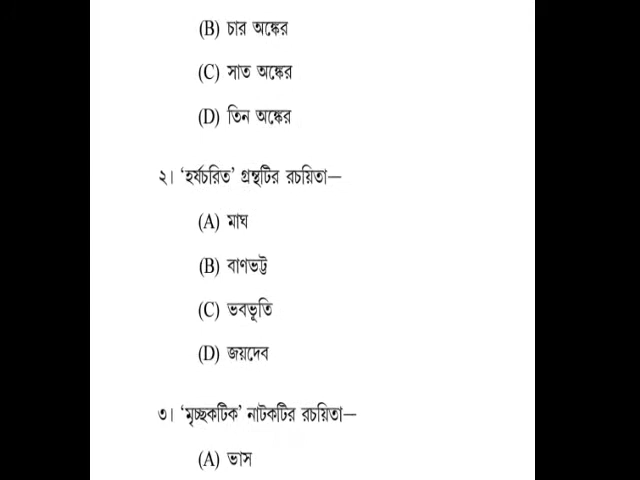 (B) চার অঙ্কের
(C) সাত অঙ্কের
(D) তিন অঙ্কের
২। ‘হর্ষচরিত’ গ্রন্থটির রচয়িতা—
(A) মাঘ
(B) বাণভট্ট
(C) ভবভূতি
(D) জয়দেব
৩। ‘মৃচ্ছকটিক’ নাটকটির রচয়িতা—
(A) ভাস